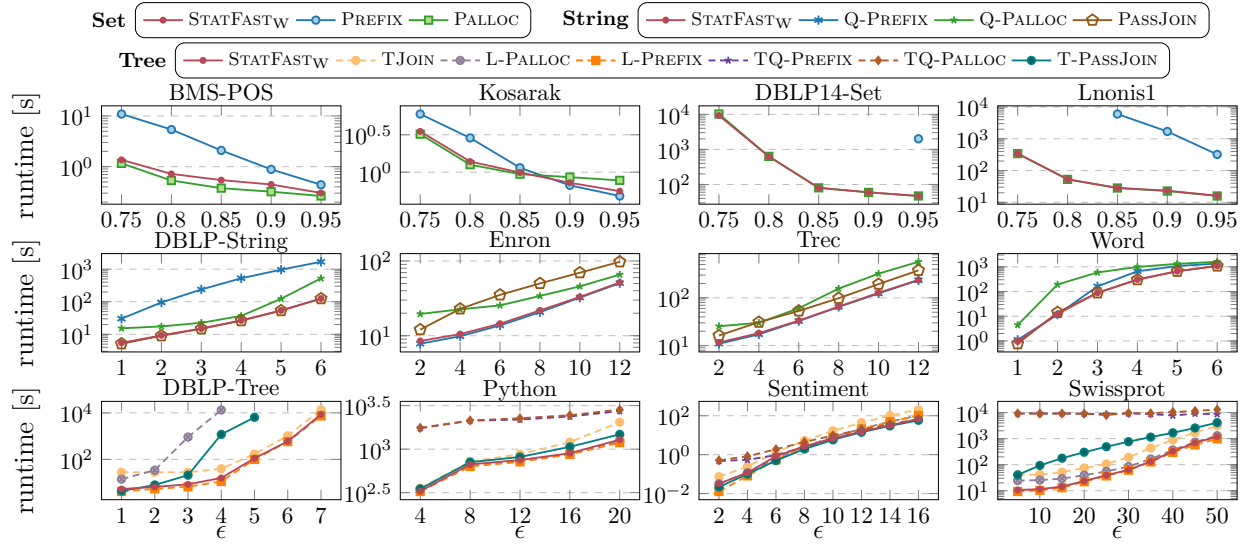 Set STATFASTW PREFIX PALLOC String STATFASTW Q-PREFIX Q-PALLOC PASSJOIN
Tree STATFASTW TJOIN L-PALLOC L-PREFIX TQ-PREFIX TQ-PALLOC T-PASSJOIN
BMS-POS Kosarak DBLP14-Set Lnonis1
runtime [s]
10^1
10^0
0.75 0.8 0.85 0.9 0.95
10^0.5
10^0
0.75 0.8 0.85 0.9 0.95
10^4
10^3
10^2
0.75 0.8 0.85 0.9 0.95
10^4
10^3
10^2
10^1
0.75 0.8 0.85 0.9 0.95
DBLP-String Enron Trec Word
runtime [s]
10^3
10^2
10^1
1 2 3 4 5 6
10^2
10^1
2 4 6 8 10 12
10^2
10^1
2 4 6 8 10 12
10^3
10^2
10^1
10^0
1 2 3 4 5 6
DBLP-Tree Python Sentiment Swissprot
runtime [s]
10^4
10^2
1 2 3 4 5 6 7
ϵ
10^3.5
10^3
10^2.5
4 8 12 16 20
ϵ
10^2
10^0
10^−2
2 4 6 8 10 12 14 16
ϵ
10^4
10^3
10^2
10^1
10 20 30 40 50
ϵ